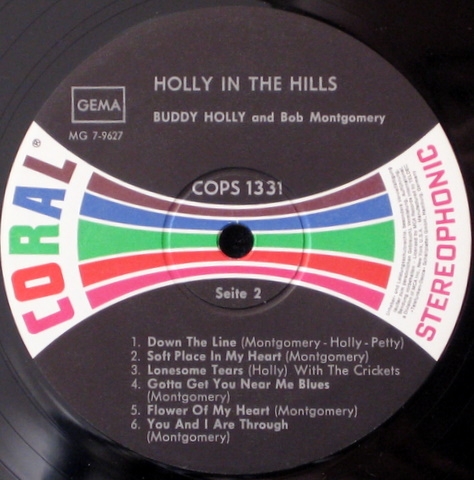 HOLLY IN THE HILLS
GEMA
BUDDY HOLLY and Bob Montgomery
MG 7-9627
CORAL
®
COPS 1331
STEREOPHONIC
Seite 2
1. Down The Line (Montgomery - Holly - Petty)
2. Soft Place In My Heart (Montgomery)
3. Lonesome Tears (Holly) With The Crickets
4. Gotta Get You Near Me Blues
(Montgomery)
5. Flower Of My Heart (Montgomery)
6. You And I Are Through
(Montgomery)